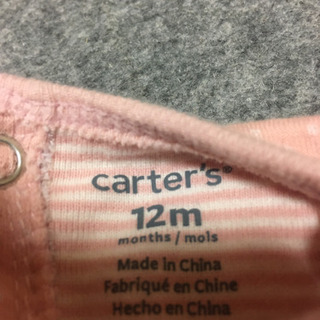 carter's®
12m
months / mois
Made in China
Fabriqué en Chine
Hecho en China